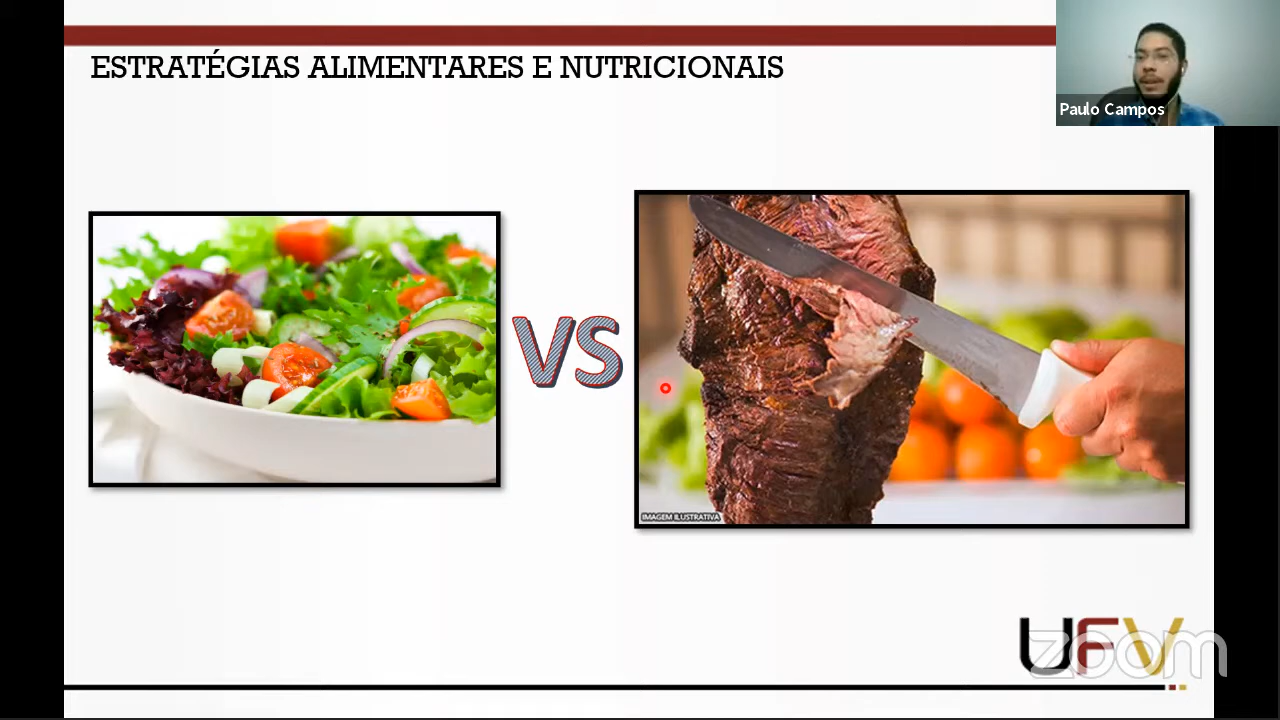 ESTRATÉGIAS ALIMENTARES E NUTRICIONAIS
Paulo Campos
VS
IMAGEM ILUSTRATIVA
UFV
zoom